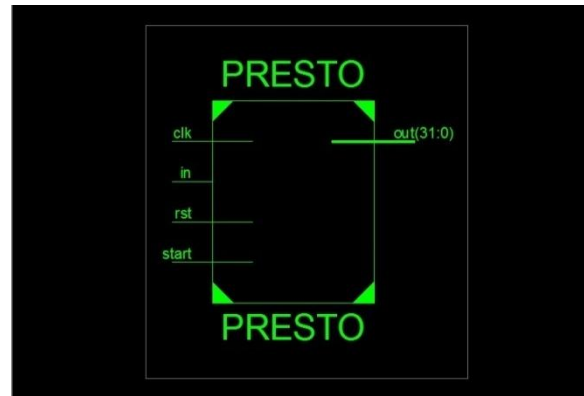 PRESTO
clk
out(31:0)
in
rst
start
PRESTO